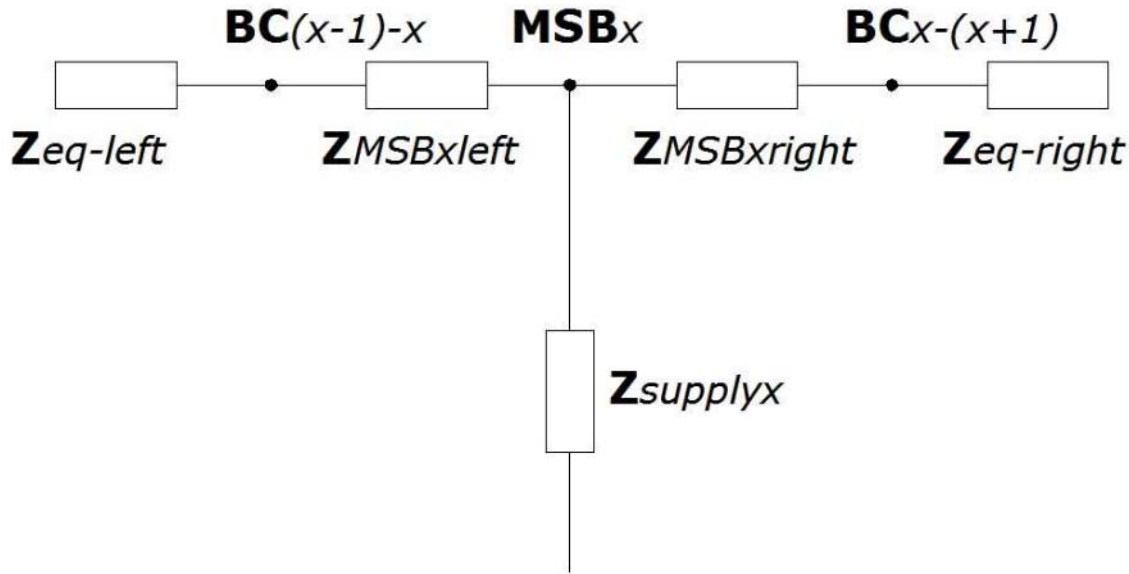 BC(x-1)-x MSBx BCx-(x+1)
Zeq-left ZMSBxleft ZMSBxright Zeq-right
Zsupplyx